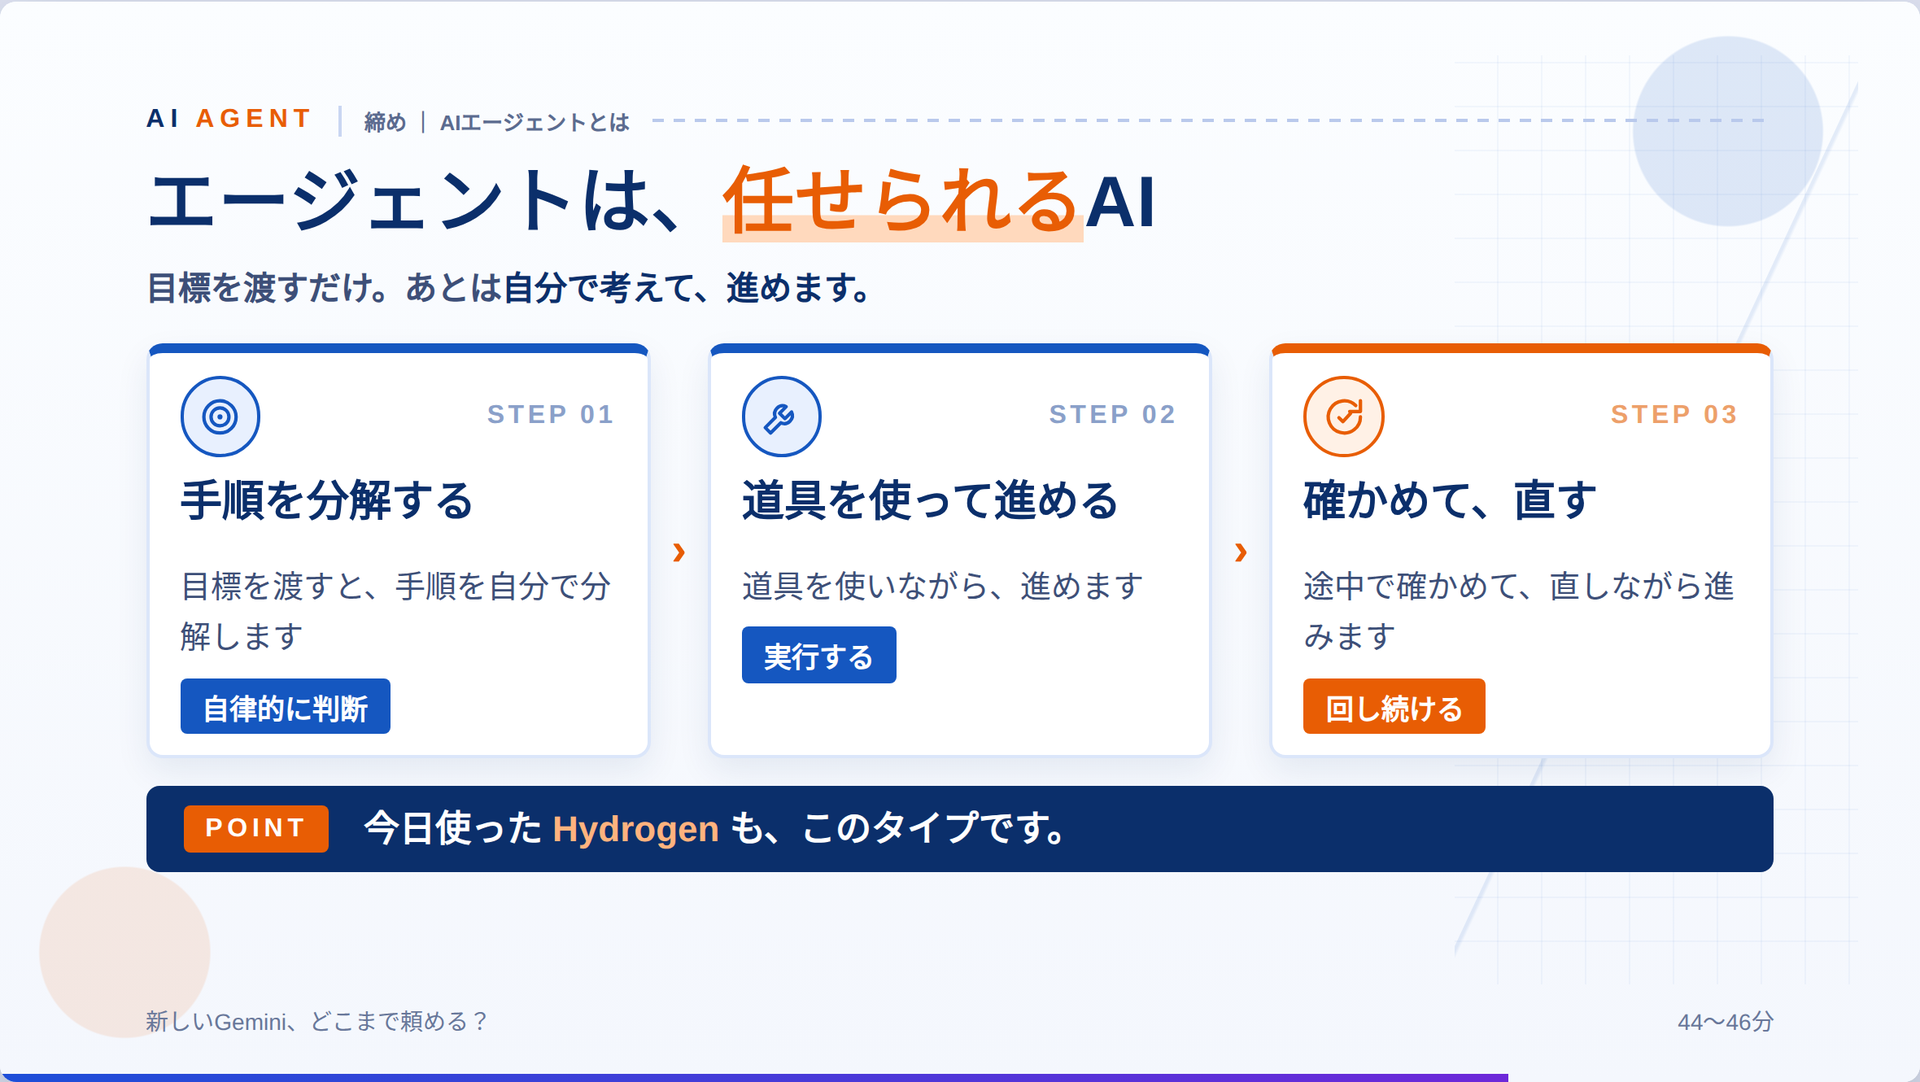 AI AGENT
締め ｜ AIエージェントとは
エージェントは、任せられるAI
目標を渡すだけ。あとは自分で考えて、進めます。
STEP 01
手順を分解する
目標を渡すと、手順を自分で分
解します
自律的に判断
›
STEP 02
道具を使って進める
道具を使いながら、進めます
実行する
›
STEP 03
確かめて、直す
途中で確かめて、直しながら進
みます
回し続ける
POINT
今日使った Hydrogen も、このタイプです。
新しいGemini、どこまで頼める？
44〜46分